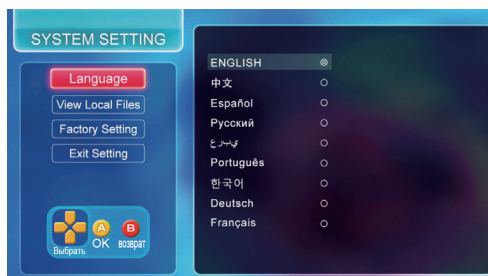 SYSTEM SETTING
Language
View Local Files
Factory Setting
Exit Setting
ENGLISH
中文
Español
Русский
يبرع
Português
한국어
Deutsch
Français
A
B
Выбрать
OK
возврат